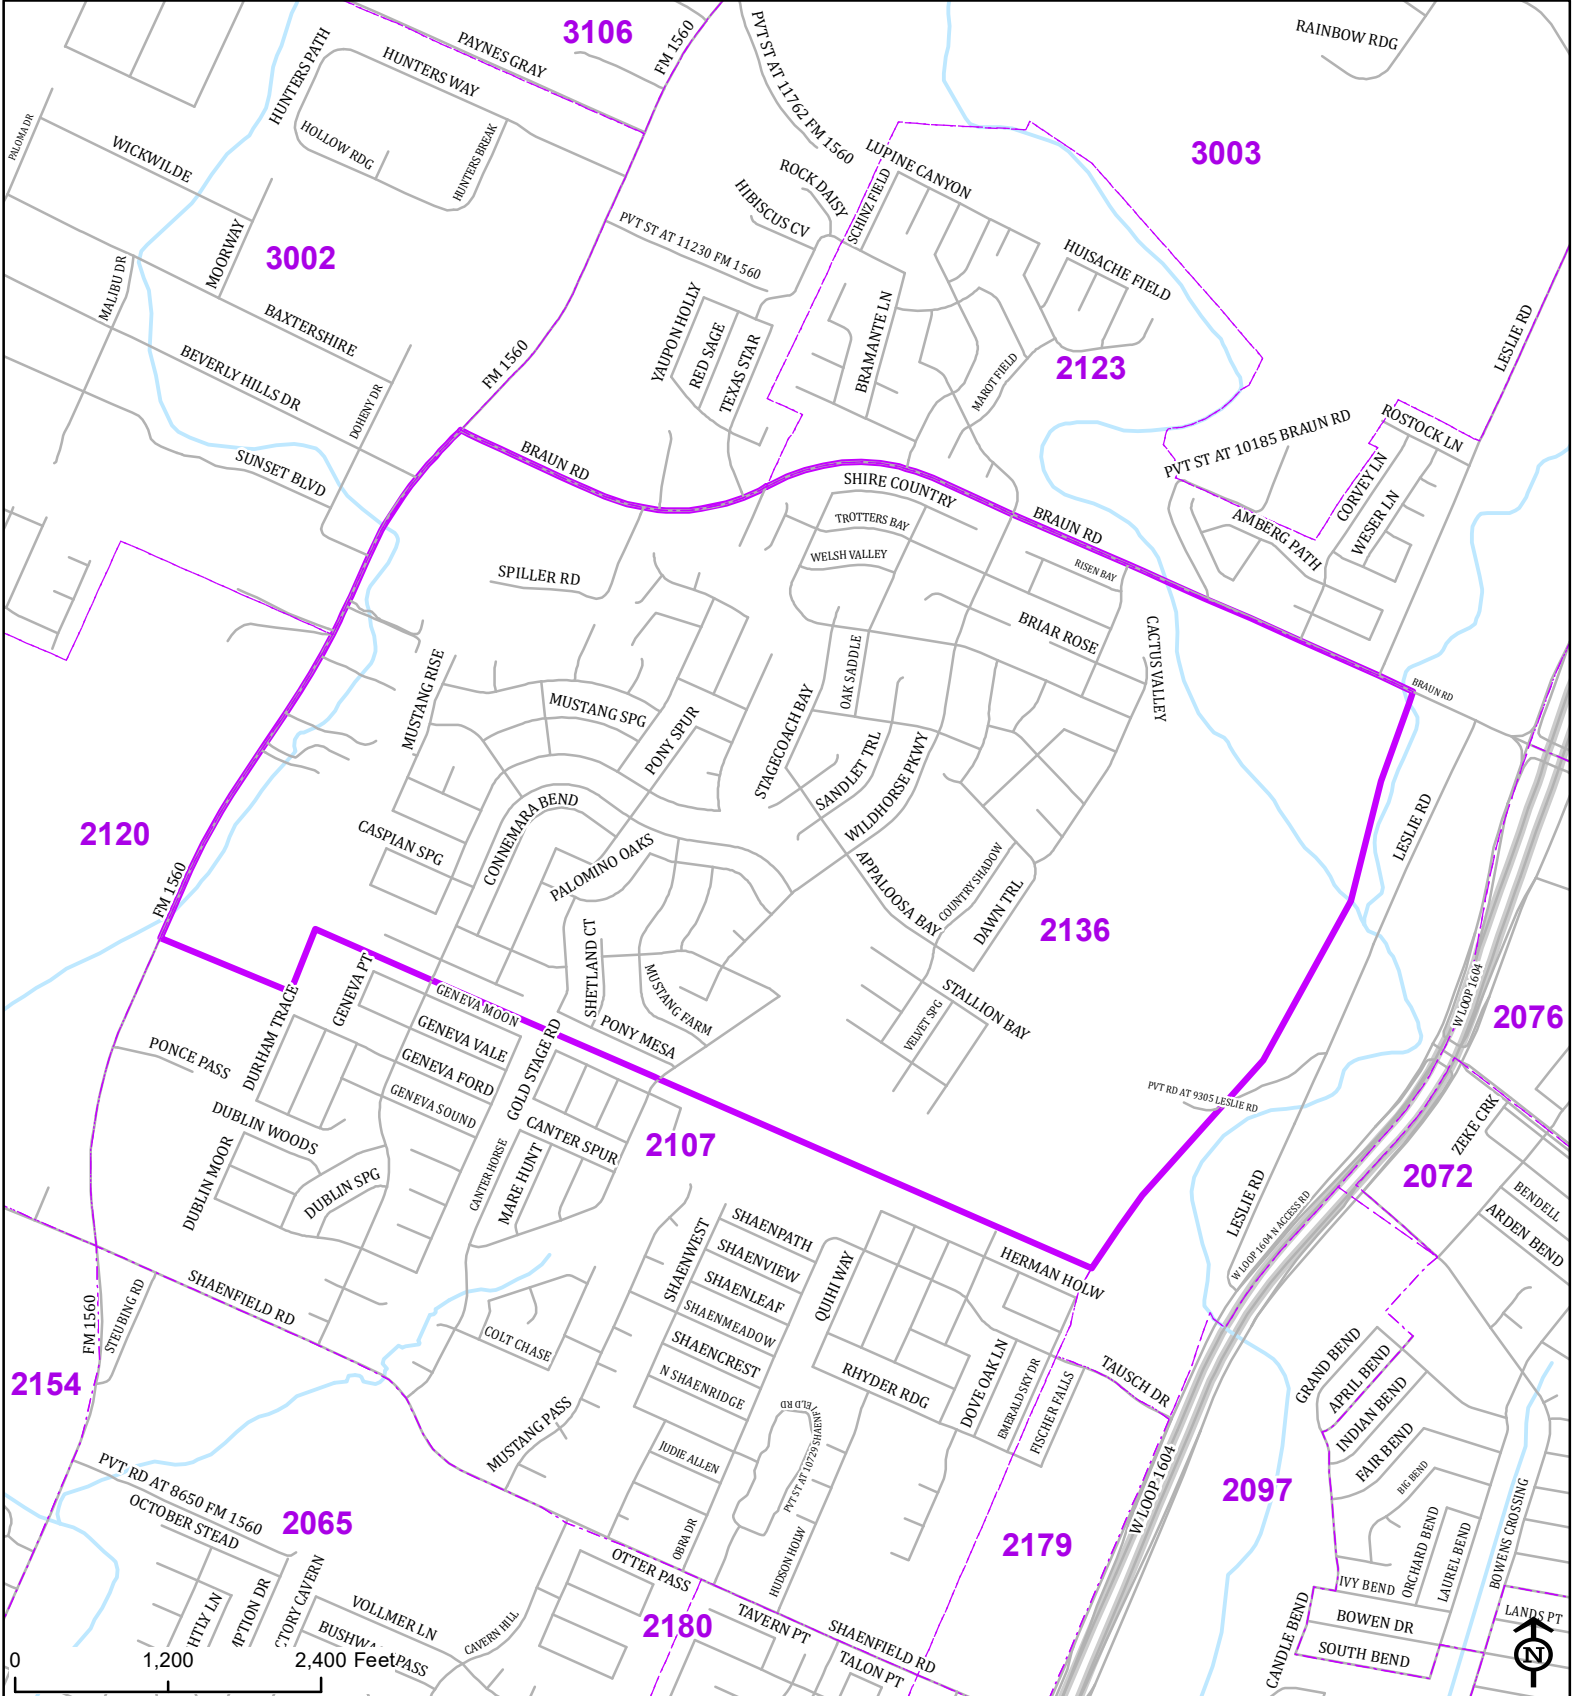 3106
FM 1560
PAYNES GRAY
HUNTERS PATH
HUNTERS WAY
PVT ST AT 11762 FM 1560
RAINBOW RDG
PALOMA DR
WICKWILDE
HOLLOW RDG
HUNTERS BREAK
3003
LUPINE CANYON
ROCK DAISY
HIBISCUS CV
SCHINZ FIELD
3002
MOORWAY
PVT ST AT 11230 FM 1560
HUISACHE FIELD
MALIBU DR
BAXTERSHIRE
YAUPON HOLLY
RED SAGE
TEXAS STAR
BRAMANTE LN
LESLIE RD
BEVERLY HILLS DR
FM 1560
DOHENY DR
MAROT FIELD
2123
SUNSET BLVD
BRAUN RD
PVT ST AT 10185 BRAUN RD
ROSTOCK LN
CORVEY LN
WESER LN
AMBERG PATH
SHIRE COUNTRY
TROTTERS BAY
BRAUN RD
WELSH VALLEY
RISEN BAY
SPILLER RD
BRIAR ROSE
CACTUS VALLEY
OAK SADDLE
MUSTANG RISE
MUSTANG SPG
PONY SPUR
STAGECOACH BAY
SANDLET TRL
WILDHORSE PKWY
BRAUN RD
LESLIE RD
2120
CASPIAN SPG
CONNEMARA BEND
PALOMINO OAKS
APPALOOSA BAY
COUNTRY SHADOW
DAWN TRL
FM 1560
2136
SHETLAND CT
MUSTANG FARM
PONY MESA
STALLION BAY
VELVET SPG
W LOOP 1604
2076
GENEVA PT
GENEVA MOON
DURHAM TRACE
GENEVA VALE
GENEVA FORD
GENEVA SOUND
GOLD STAGE RD
PONCE PASS
PVT RD AT 9305 LESLIE RD
DUBLIN WOODS
DUBLIN MOOR
DUBLIN SPG
CANTER HORSE
MARE HUNT
CANTER SPUR
2107
ZEKE CRK
2072
BENDELL
ARDEN BEND
LESLIE RD
W LOOP 1604 N ACCESS RD
SHAENWEST
SHAENPATH
SHAENVIEW
SHAENLEAF
SHAENMEADOW
SHAENCREST
N SHAENRIDGE
QUIHI WAY
HERMAN HOLW
SHAENFIELD RD
FM 1560
STEUBING RD
COLT CHASE
2154
RHYDER RDG
DOVE OAK LN
EMERALD SKY DR
FISCHER FALLS
TAUSCH DR
GRAND BEND
APRIL BEND
INDIAN BEND
FAIR BEND
BIG BEND
MUSTANG PASS
JUDIE ALLEN
PVT ST AT 10729 SHAENFIELD RD
W LOOP 1604
2097
PVT RD AT 8650 FM 1560
OCTOBER STEAD
2065
OBRA DR
HUDSON HOLW
2179
ORCHARD BEND
LAUREL BEND
BOWENS CROSSING
OTTER PASS
IVY BEND
BOWEN DR
SOUTH BEND
LANDS PT
CANDLE BEND
HTLY LN
MPTION DR
CTORY CAVERN
VOLLMER LN
BUSHWA PASS
CAVERN HILL
2180
TAVERN PT
SHAENFIELD RD
TALON PT
0 1,200 2,400 Feet
N